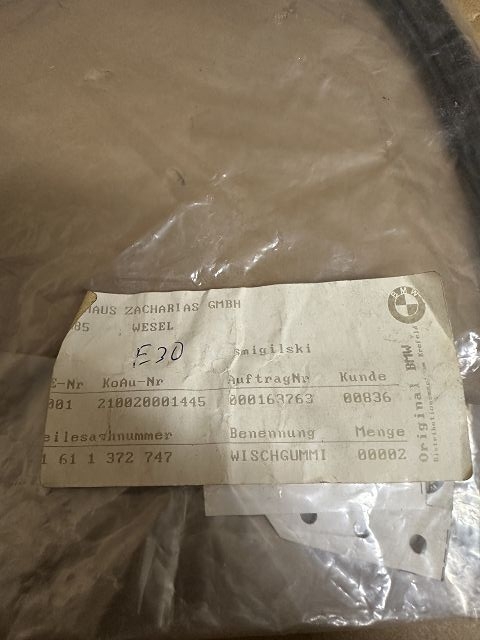 HAUS ZACHARIAS GMBH
85 WESEL
E30
smigilski
E-Nr KoAu-Nr AuftragNr Kunde
001 210020001445 000163763 00836
eilesachnummer Benennung Menge
1 61 1 372 747 WISCHGUMMI 00002
BMW
Original BMW